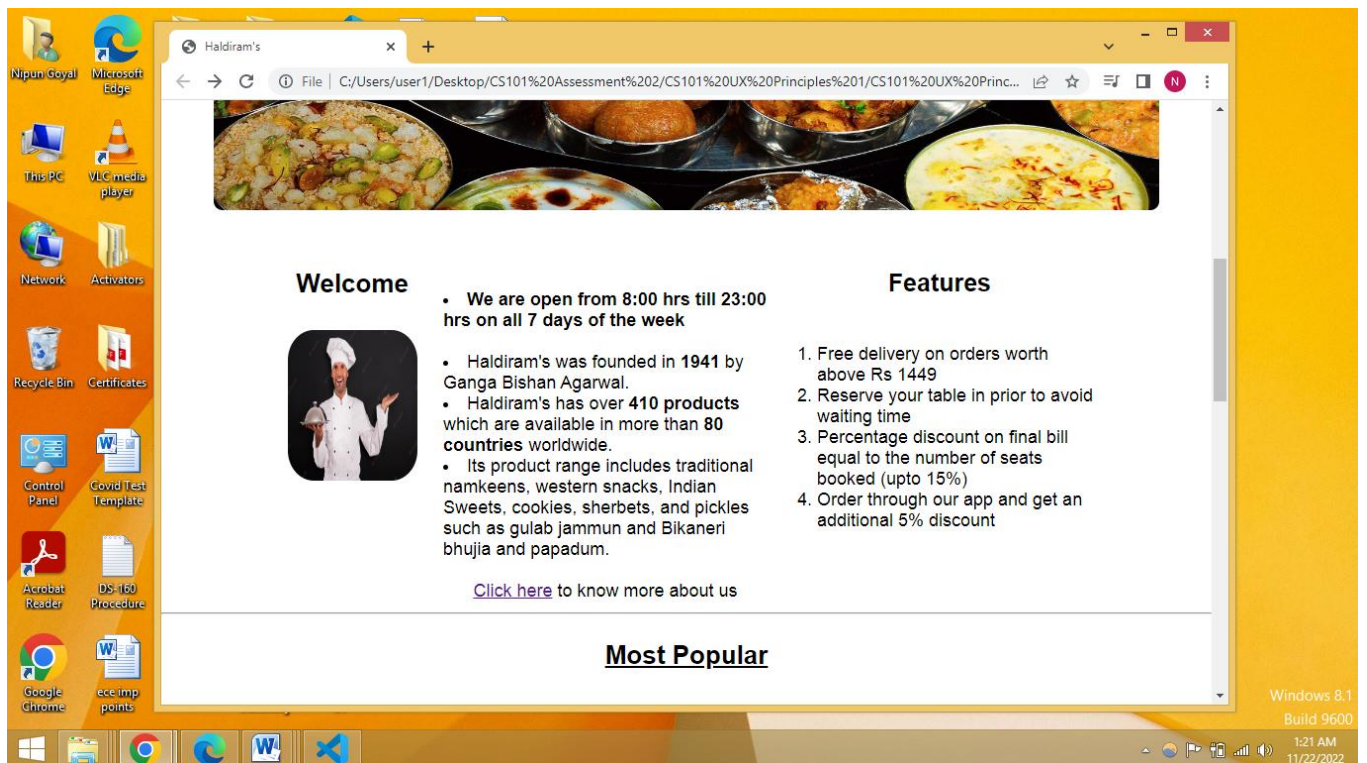 Haldiram's
File
C:/Users/user1/Desktop/CS101%20Assessment%202/CS101%20UX%20Principles%201/CS101%20UX%20Princ...
N
Nipun Goyal
Microsoft
Edge
This PC
VLC media
player
Network
Activators
Recycle Bin
Certificates
Control
Panel
Covid Test
Template
Acrobat
Reader
DS-160
Procedure
Google
Chrome
ece imp
points
Welcome
• We are open from 8:00 hrs till 23:00
hrs on all 7 days of the week
• Haldiram's was founded in 1941 by
Ganga Bishan Agarwal.
• Haldiram's has over 410 products
which are available in more than 80
countries worldwide.
• Its product range includes traditional
namkeens, western snacks, Indian
Sweets, cookies, sherbets, and pickles
such as gulab jammun and Bikaneri
bhujia and papadum.
Click here to know more about us
Features
1. Free delivery on orders worth
above Rs 1449
2. Reserve your table in prior to avoid
waiting time
3. Percentage discount on final bill
equal to the number of seats
booked (upto 15%)
4. Order through our app and get an
additional 5% discount
Most Popular
Windows 8.1
Build 9600
1:21 AM
11/22/2022